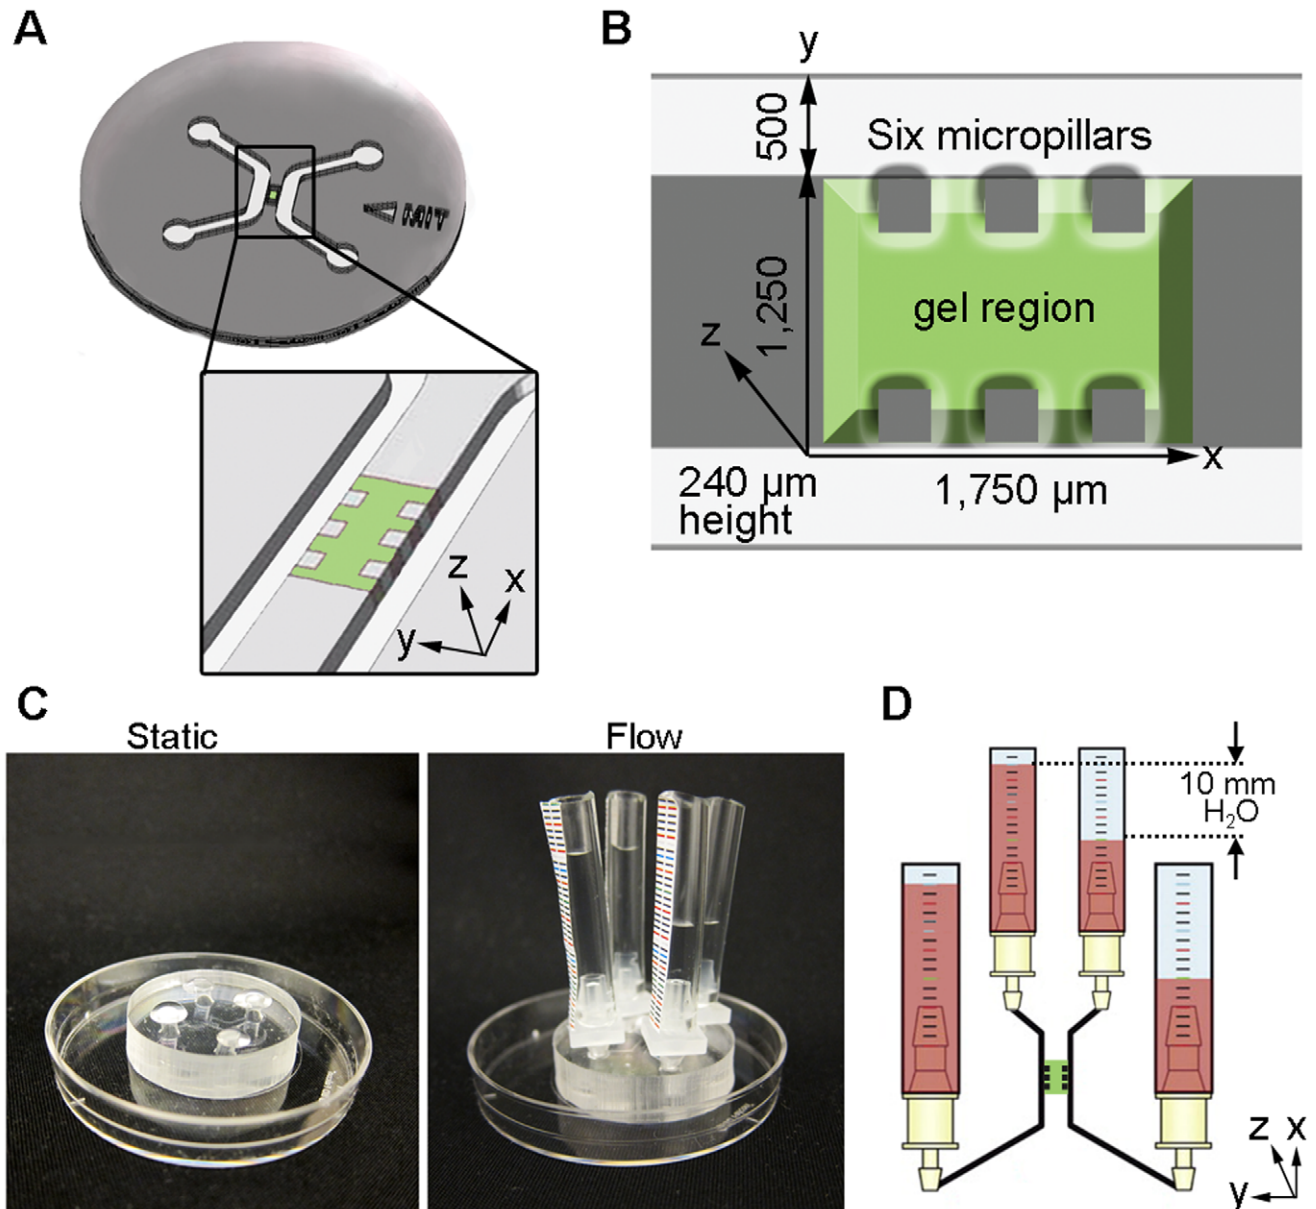 A
MIT
z
x
y
B
y
500
Six micropillars
1,250
gel region
z
x
240 µm
height
1,750 µm
C
Static
Flow
D
10 mm
H₂O
z
x
y